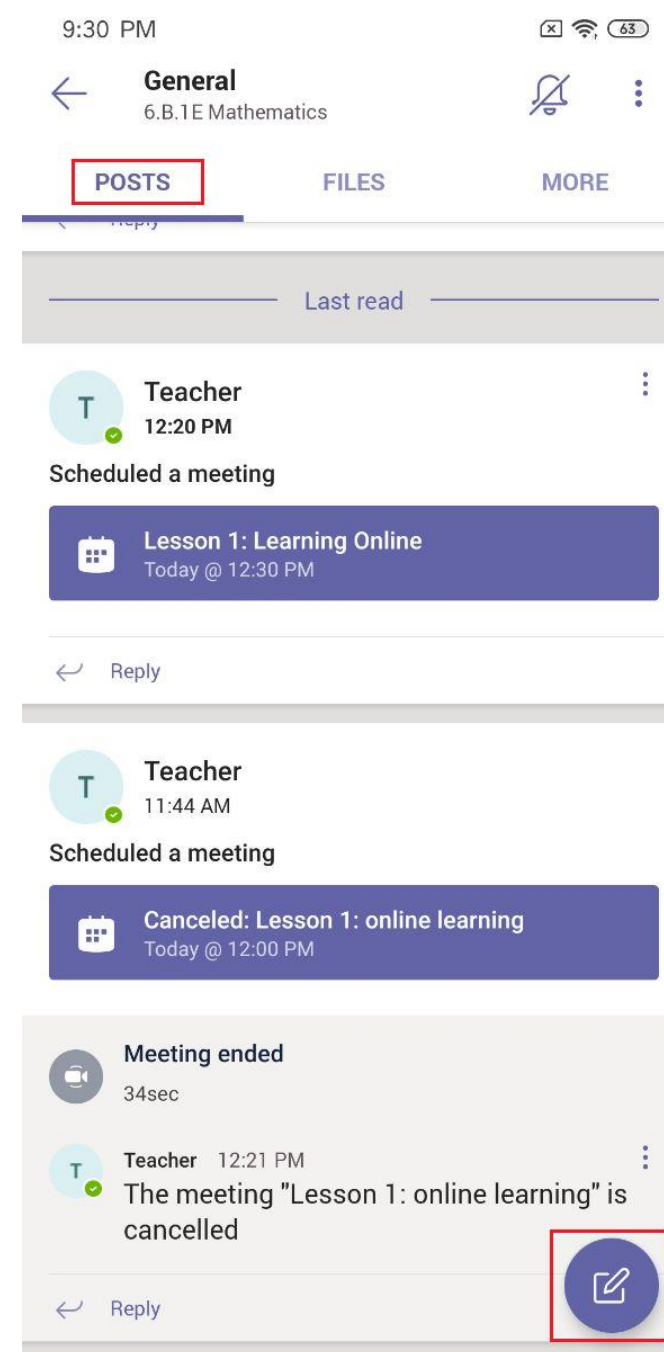 9:30 PM
63
General
6.B.1E Mathematics
POSTS
FILES
MORE
Reply
Last read
T
Teacher
12:20 PM
Scheduled a meeting
Lesson 1: Learning Online
Today @ 12:30 PM
Reply
T
Teacher
11:44 AM
Scheduled a meeting
Canceled: Lesson 1: online learning
Today @ 12:00 PM
Meeting ended
34sec
T
Teacher 12:21 PM
The meeting "Lesson 1: online learning" is
cancelled
Reply